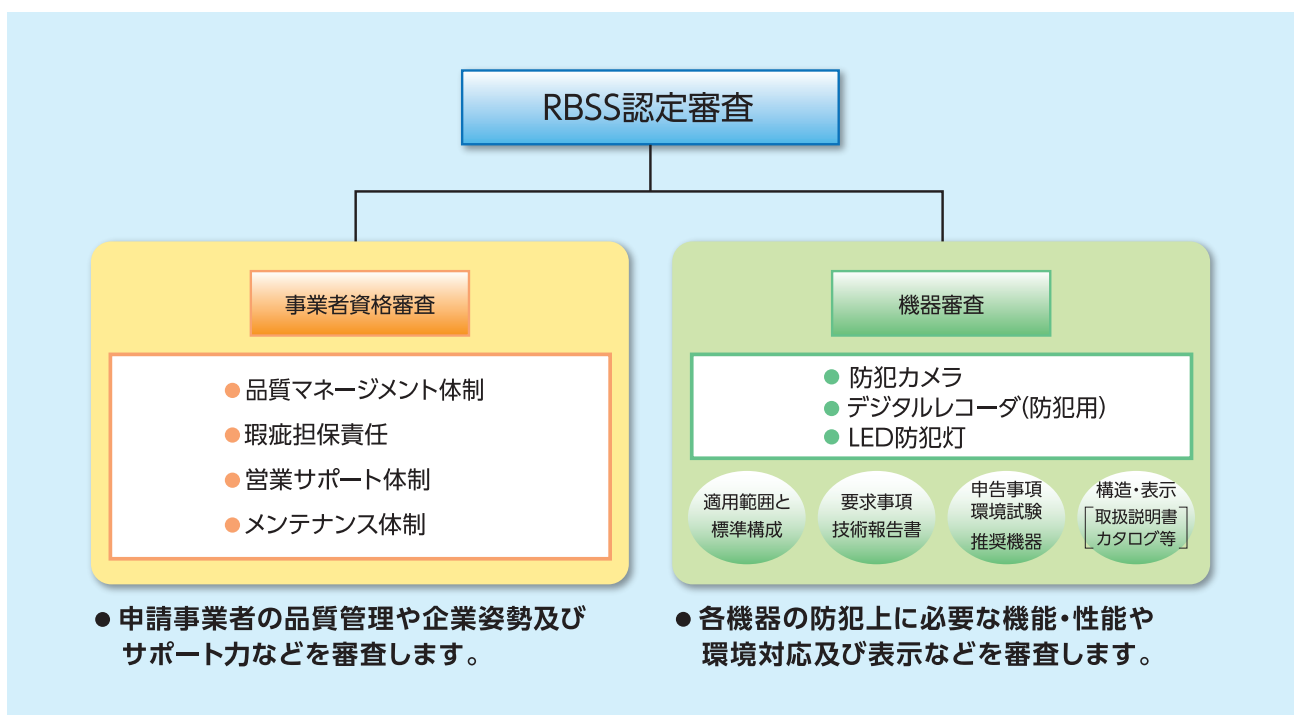 RBSS認定審査
事業者資格審査
●品質マネージメント体制
●瑕疵担保責任
●営業サポート体制
●メンテナンス体制
●申請事業者の品質管理や企業姿勢及び
サポート力などを審査します。
機器審査
●防犯カメラ
●デジタルレコーダ(防犯用)
●LED防犯灯
適用範囲と
標準構成
要求事項
技術報告書
申告事項
環境試験
推奨機器
構造・表示
[取扱説明書
カタログ等]
●各機器の防犯上に必要な機能・性能や
環境対応及び表示などを審査します。